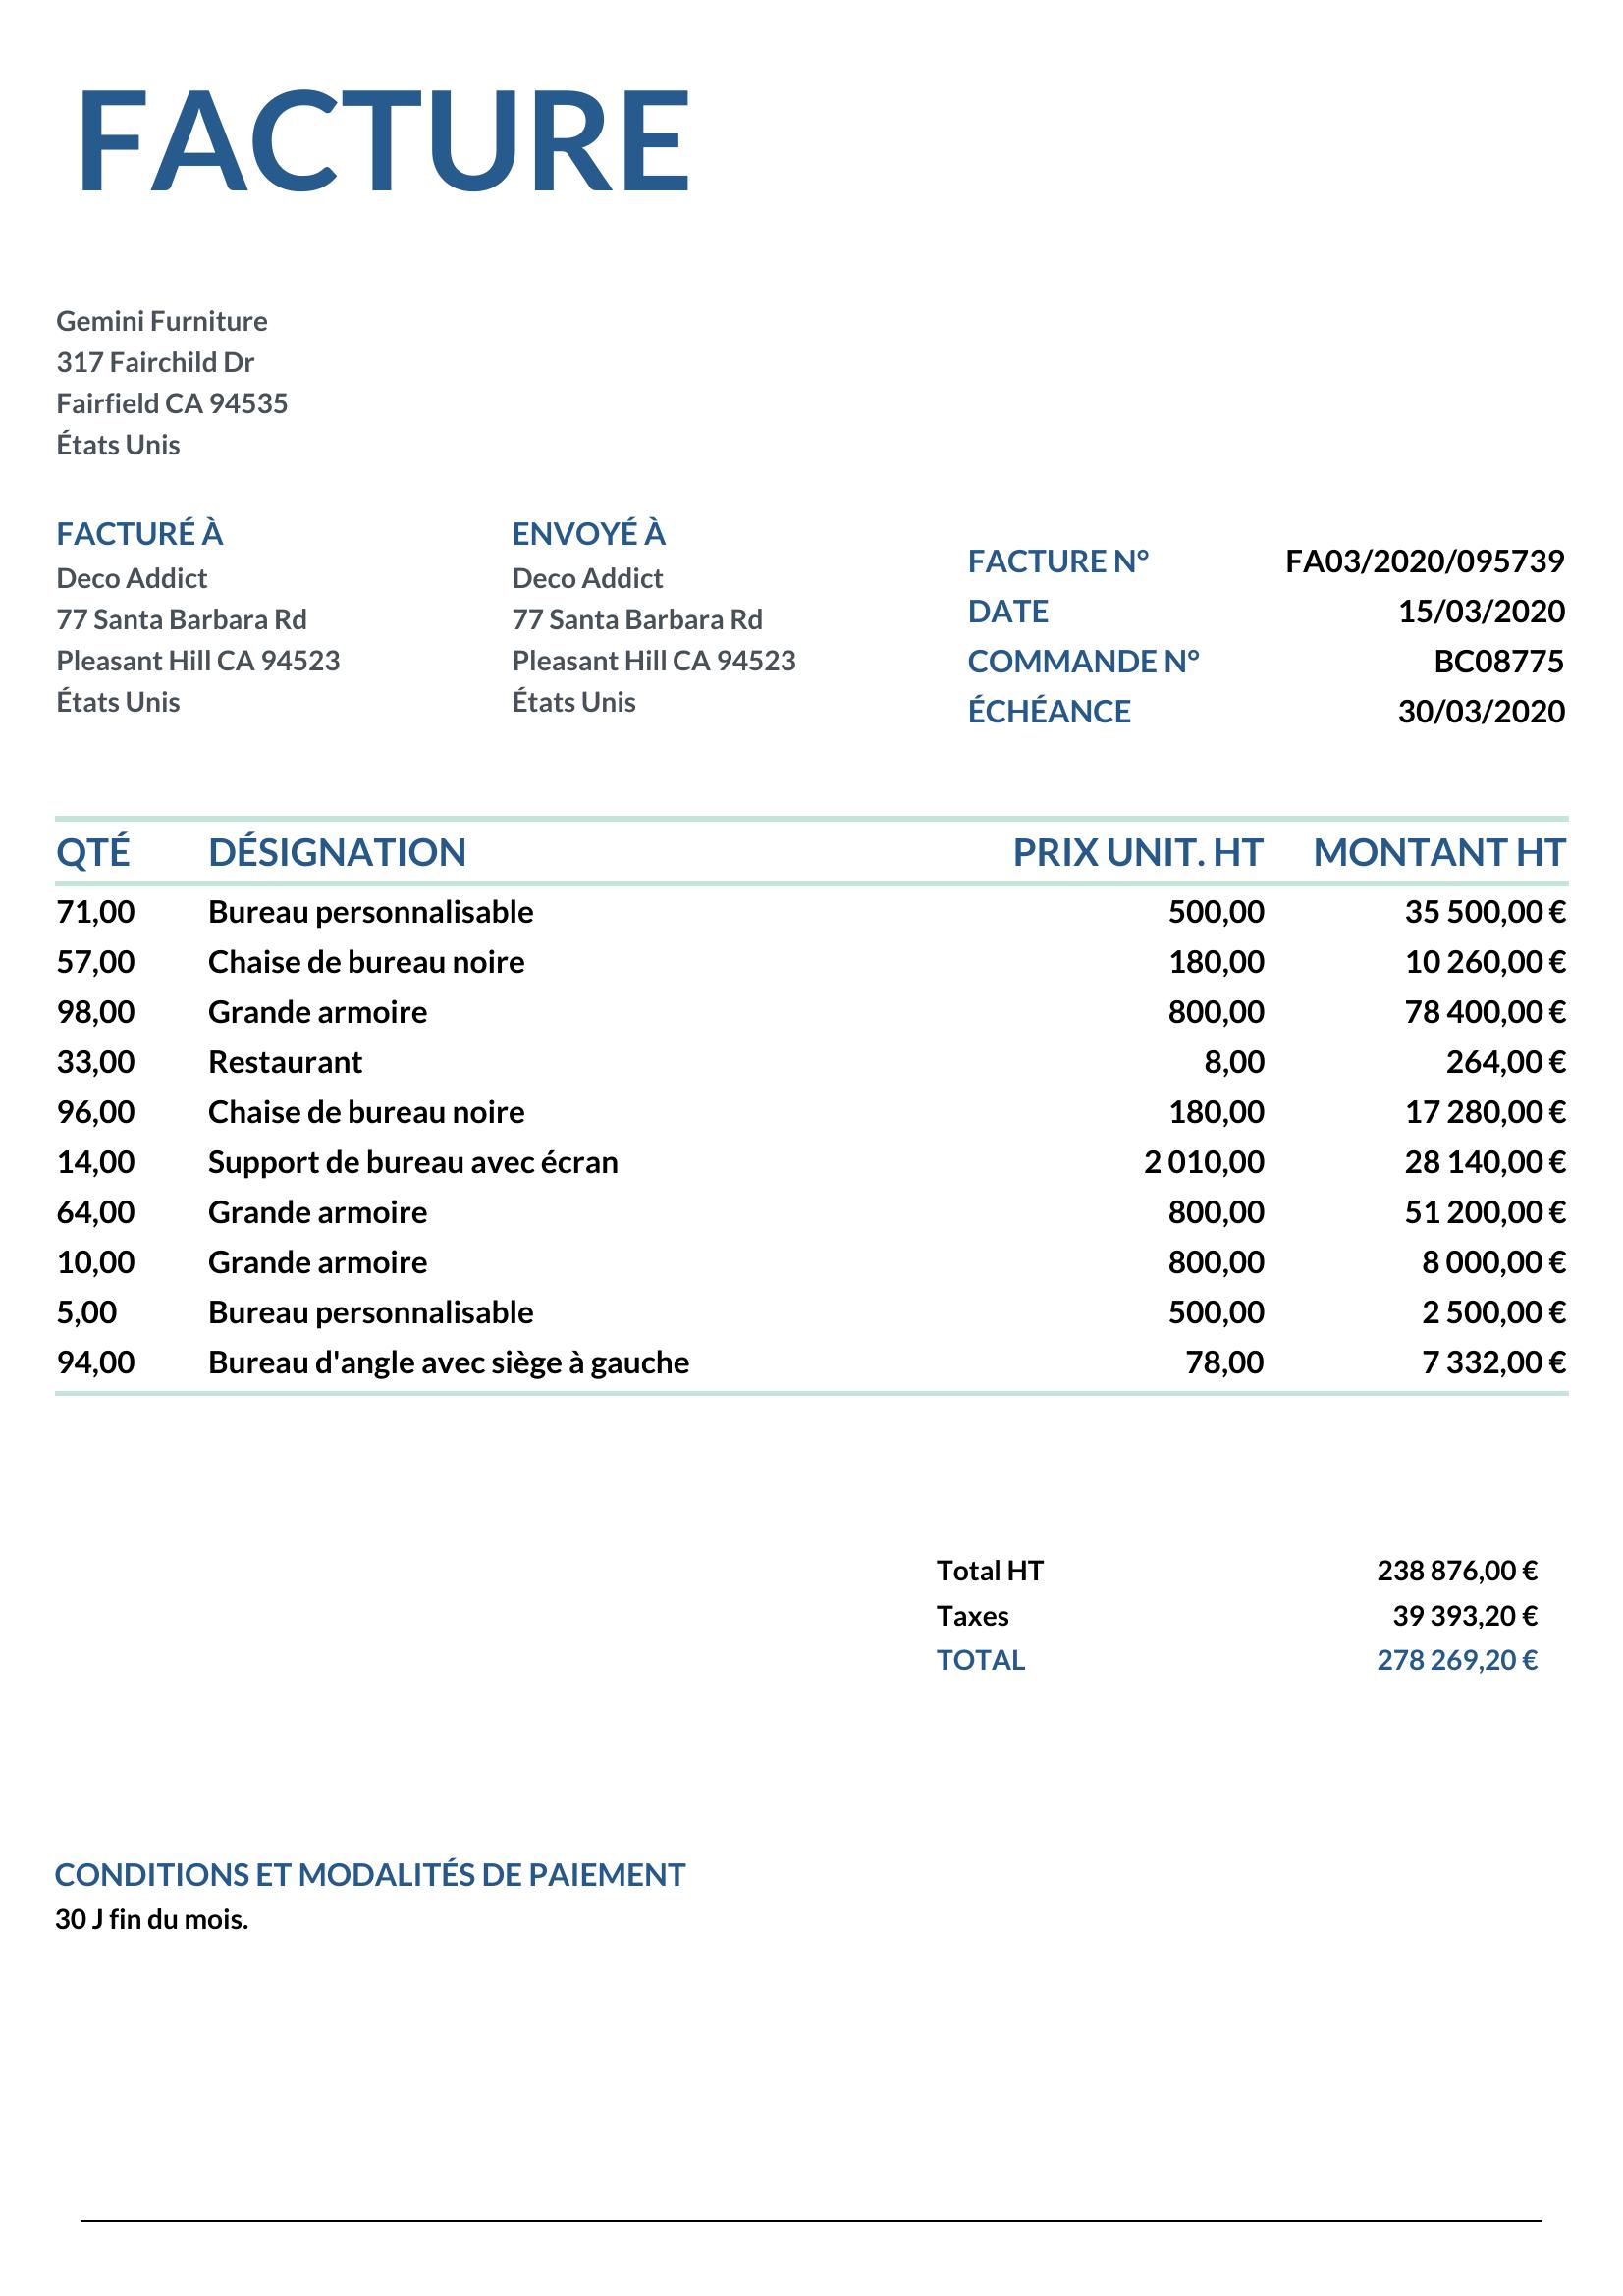 FACTURE
Gemini Furniture
317 Fairchild Dr
Fairfield CA 94535
États Unis
FACTURÉ À
Deco Addict
77 Santa Barbara Rd
Pleasant Hill CA 94523
États Unis
ENVOYÉ À
Deco Addict
77 Santa Barbara Rd
Pleasant Hill CA 94523
États Unis
FACTURE N° FA03/2020/095739
DATE 15/03/2020
COMMANDE N° BC08775
ÉCHÉANCE 30/03/2020
QTÉ DÉSIGNATION PRIX UNIT. HT MONTANT HT
71,00 Bureau personnalisable 500,00 35 500,00 €
57,00 Chaise de bureau noire 180,00 10 260,00 €
98,00 Grande armoire 800,00 78 400,00 €
33,00 Restaurant 8,00 264,00 €
96,00 Chaise de bureau noire 180,00 17 280,00 €
14,00 Support de bureau avec écran 2 010,00 28 140,00 €
64,00 Grande armoire 800,00 51 200,00 €
10,00 Grande armoire 800,00 8 000,00 €
5,00 Bureau personnalisable 500,00 2 500,00 €
94,00 Bureau d'angle avec siège à gauche 78,00 7 332,00 €
Total HT 238 876,00 €
Taxes 39 393,20 €
TOTAL 278 269,20 €
CONDITIONS ET MODALITÉS DE PAIEMENT
30 J fin du mois.